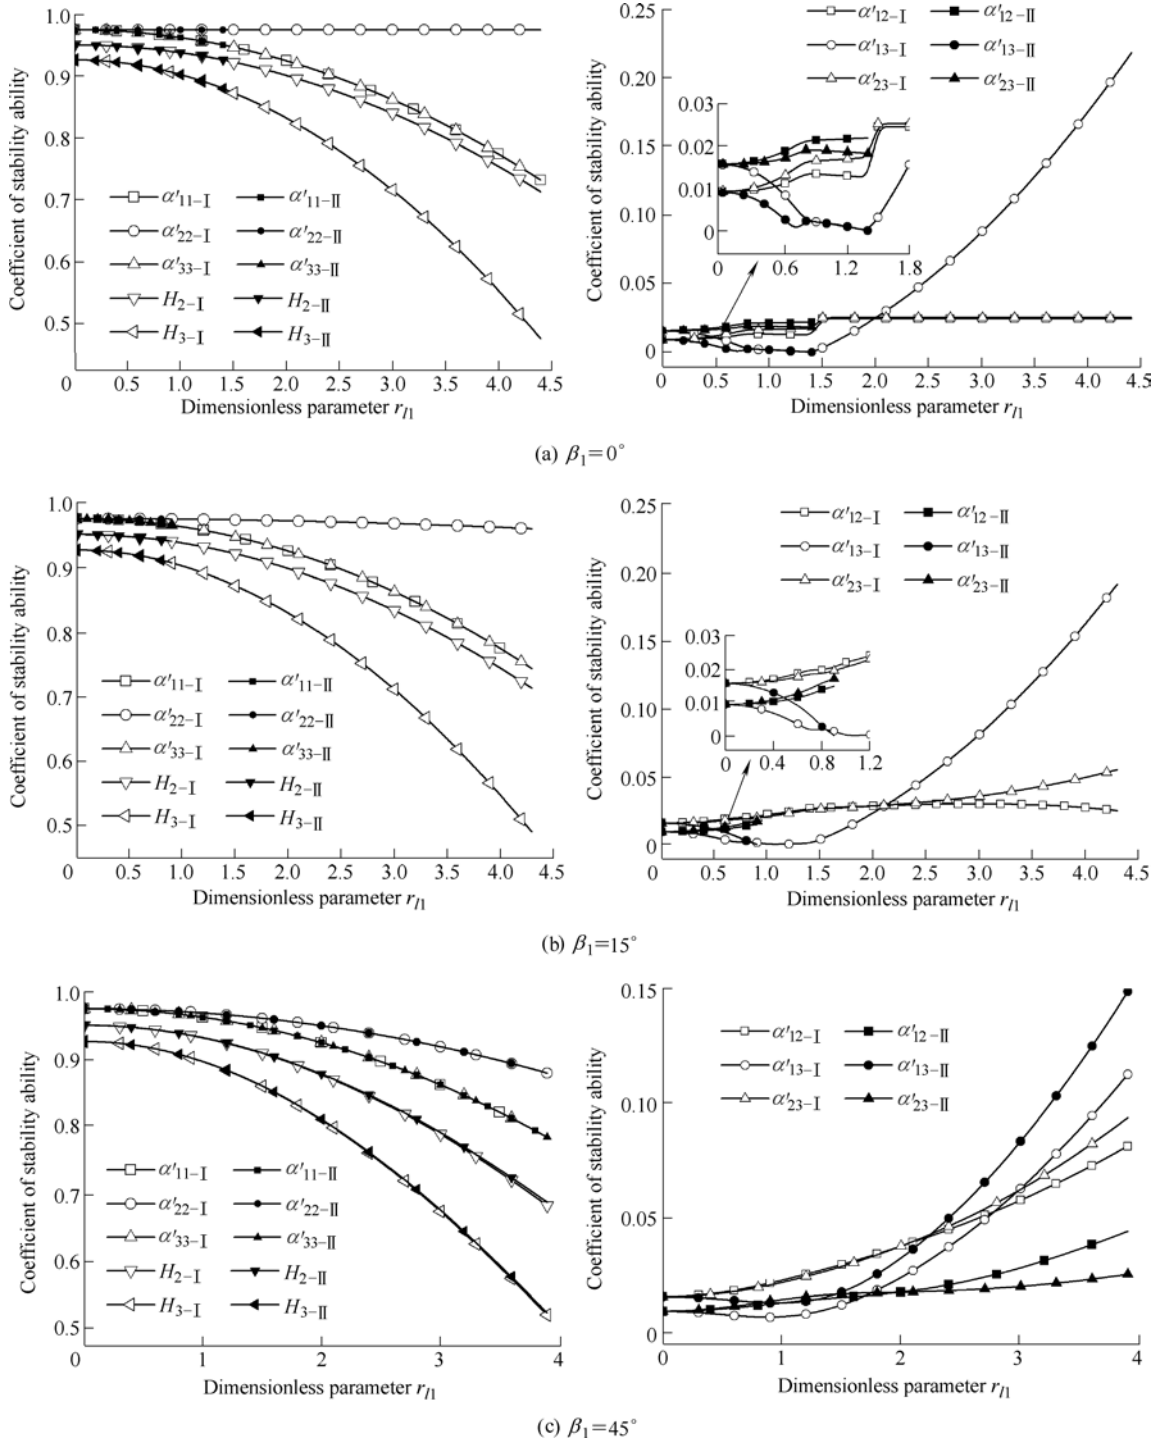 Coefficient of stability ability
1.0
0.9
0.8
0.7
0.6
0.5
α′11-Ⅰ α′11-Ⅱ
α′22-Ⅰ α′22-Ⅱ
α′33-Ⅰ α′33-Ⅱ
H2-Ⅰ H2-Ⅱ
H3-Ⅰ H3-Ⅱ
0 0.5 1.0 1.5 2.0 2.5 3.0 3.5 4.0 4.5
Dimensionless parameter rl1
Coefficient of stability ability
0.25
0.20
0.15
0.10
0.05
0
α′12-Ⅰ α′12-Ⅱ
α′13-Ⅰ α′13-Ⅱ
α′23-Ⅰ α′23-Ⅱ
0.03
0.02
0.01
0
0 0.6 1.2 1.8
0 0.5 1.0 1.5 2.0 2.5 3.0 3.5 4.0 4.5
Dimensionless parameter rl1
(a) β1=0°
Coefficient of stability ability
1.0
0.9
0.8
0.7
0.6
0.5
α′11-Ⅰ α′11-Ⅱ
α′22-Ⅰ α′22-Ⅱ
α′33-Ⅰ α′33-Ⅱ
H2-Ⅰ H2-Ⅱ
H3-Ⅰ H3-Ⅱ
0 0.5 1.0 1.5 2.0 2.5 3.0 3.5 4.0 4.5
Dimensionless parameter rl1
Coefficient of stability ability
0.25
0.20
0.15
0.10
0.05
0
α′12-Ⅰ α′12-Ⅱ
α′13-Ⅰ α′13-Ⅱ
α′23-Ⅰ α′23-Ⅱ
0.03
0.02
0.01
0
0 0.4 0.8 1.2
0 0.5 1.0 1.5 2.0 2.5 3.0 3.5 4.0 4.5
Dimensionless parameter rl1
(b) β1=15°
Coefficient of stability ability
1.0
0.9
0.8
0.7
0.6
0.5
α′11-Ⅰ α′11-Ⅱ
α′22-Ⅰ α′22-Ⅱ
α′33-Ⅰ α′33-Ⅱ
H2-Ⅰ H2-Ⅱ
H3-Ⅰ H3-Ⅱ
0 1 2 3 4
Dimensionless parameter rl1
Coefficient of stability ability
0.15
0.10
0.05
0
α′12-Ⅰ α′12-Ⅱ
α′13-Ⅰ α′13-Ⅱ
α′23-Ⅰ α′23-Ⅱ
0 1 2 3 4
Dimensionless parameter rl1
(c) β1=45°